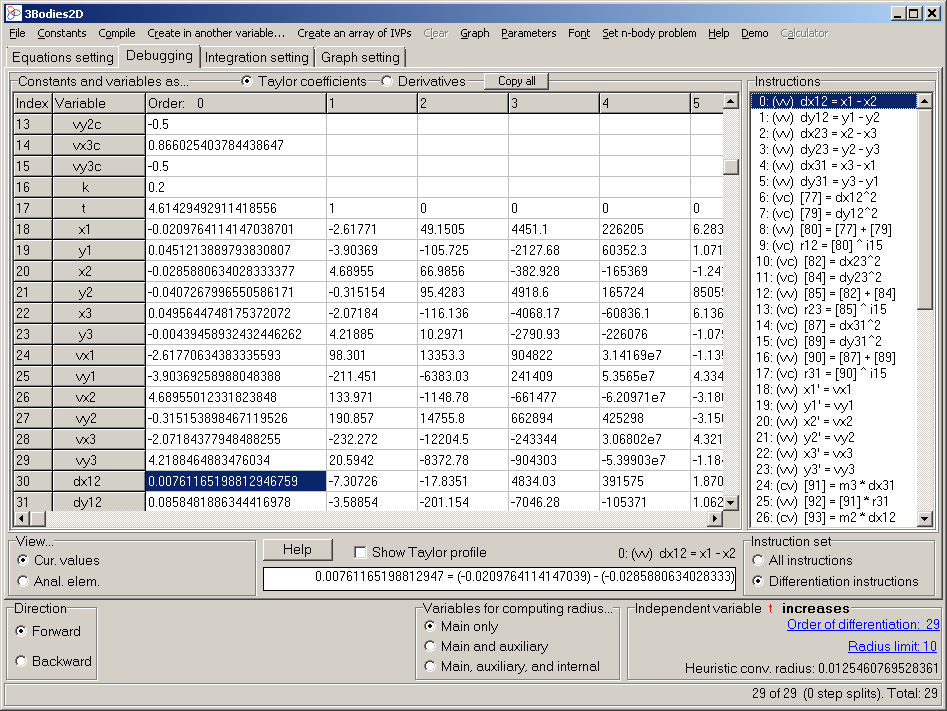 3Bodies2D
File Constants Compile Create in another variable... Create an array of IVPs Clear Graph Parameters Font Set n-body problem Help Demo Calculator
Equations setting Debugging Integration setting Graph setting
Constants and variables as... Taylor coefficients Derivatives Copy all
Index Variable Order: 0 1 2 3 4 5
13 vy2c -0.5
14 vx3c 0.866025403784438647
15 vy3c -0.5
16 k 0.2
17 t 4.61429492911418556 1 0 0 0 0
18 x1 -0.0209764114147038701 -2.61771 49.1505 4451.1 226205 6.283
19 y1 0.0451213889793830807 -3.90369 -105.725 -2127.68 60352.3 1.071
20 x2 -0.0285880634028333377 4.68955 66.9856 -382.928 -165369 -1.24
21 y2 -0.0407267996550586171 -0.315154 95.4283 4918.6 165724 85059
22 x3 0.0495644748175372072 -2.07184 -116.136 -4068.17 -60836.1 6.136
23 y3 -0.00439458932432446262 4.21885 10.2971 -2790.93 -226076 -1.079
24 vx1 -2.61770634383335593 98.301 13353.3 904822 3.14169e7 -1.139
25 vy1 -3.90369258988048388 -211.451 -6383.03 241409 5.3565e7 4.334
26 vx2 4.68955012331823848 133.971 -1148.78 -661477 -6.20971e7 -3.180
27 vy2 -0.315153898467119526 190.857 14755.8 662894 425298 -3.150
28 vx3 -2.07184377948488255 -232.272 -12204.5 -243344 3.06802e7 4.321
29 vy3 4.2188464883476034 20.5942 -8372.78 -904303 -5.39903e7 -1.18
30 dx12 0.00761165198812946759 -7.30726 -17.8351 4834.03 391575 1.870
31 dy12 0.0858481886344416978 -3.58854 -201.154 -7046.28 -105371 1.062
Instructions
0: (vv) dx12 = x1 - x2
1: (vv) dy12 = y1 - y2
2: (vv) dx23 = x2 - x3
3: (vv) dy23 = y2 - y3
4: (vv) dx31 = x3 - x1
5: (vv) dy31 = y3 - y1
6: (vc) [77] = dx12^2
7: (vc) [79] = dy12^2
8: (vv) [80] = [77] + [79]
9: (vc) r12 = [80] ^ i15
10: (vc) [82] = dx23^2
11: (vc) [84] = dy23^2
12: (vv) [85] = [82] + [84]
13: (vc) r23 = [85] ^ i15
14: (vc) [87] = dx31^2
15: (vc) [89] = dy31^2
16: (vv) [90] = [87] + [89]
17: (vc) r31 = [90] ^ i15
18: (vv) x1' = vx1
19: (vv) y1' = vy1
20: (vv) x2' = vx2
21: (vv) y2' = vy2
22: (vv) x3' = vx3
23: (vv) y3' = vy3
24: (cv) [91] = m3 * dx31
25: (vv) [92] = [91] * r31
26: (cv) [93] = m2 * dx12
View...
Cur. values
Anal. elem.
Help Show Taylor profile 0: (vv) dx12 = x1 - x2
0.00761165198812947 = (-0.0209764114147039) - (-0.0285880634028333)
Instruction set
All instructions
Differentiation instructions
Direction
Forward
Backward
Variables for computing radius...
Main only
Main and auxiliary
Main, auxiliary, and internal
Independent variable t increases
Order of differentiation: 29
Radius limit: 10
Heuristic conv. radius: 0.0125460769528361
29 of 29 (0 step splits). Total: 29